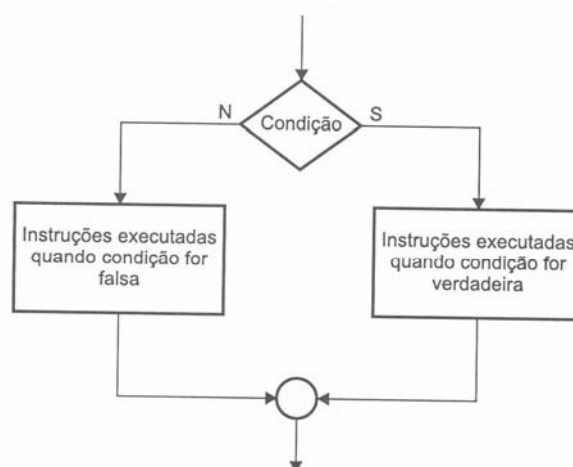 N
Condição
S
Instruções executadas
quando condição for
falsa
Instruções executadas
quando condição for
verdadeira